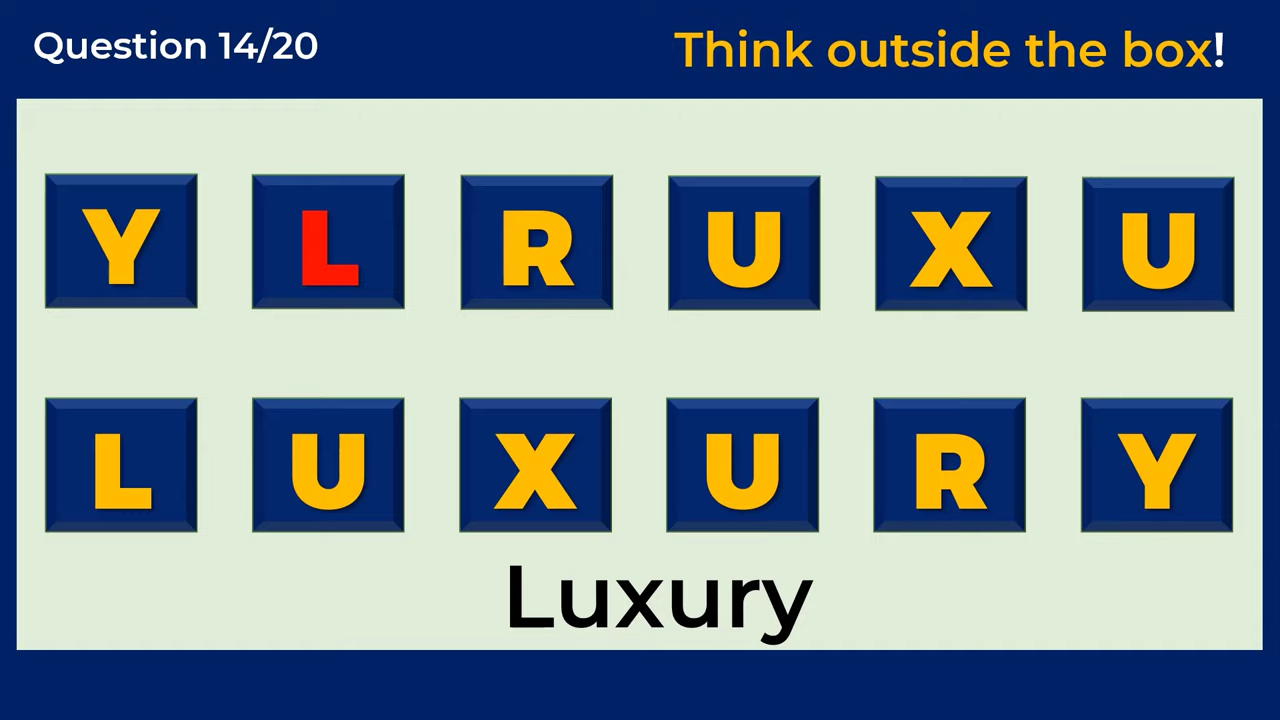 Question 14/20
Think outside the box!
Y L R U X U
L U X U R Y
Luxury